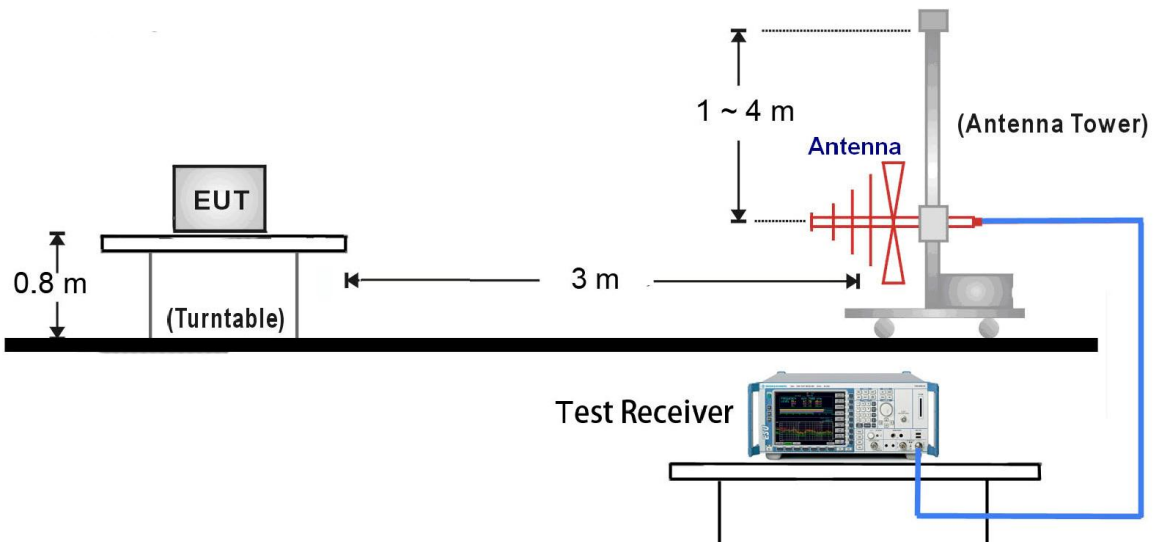 1 ~ 4 m
(Antenna Tower)
Antenna
EUT
0.8 m
3 m
(Turntable)
Test Receiver